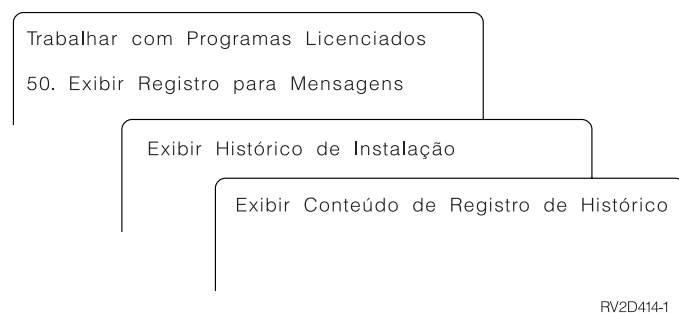 Trabalhar com Programas Licenciados
50. Exibir Registro para Mensagens
Exibir Histórico de Instalação
Exibir Conteúdo de Registro de Histórico
RV2D414-1